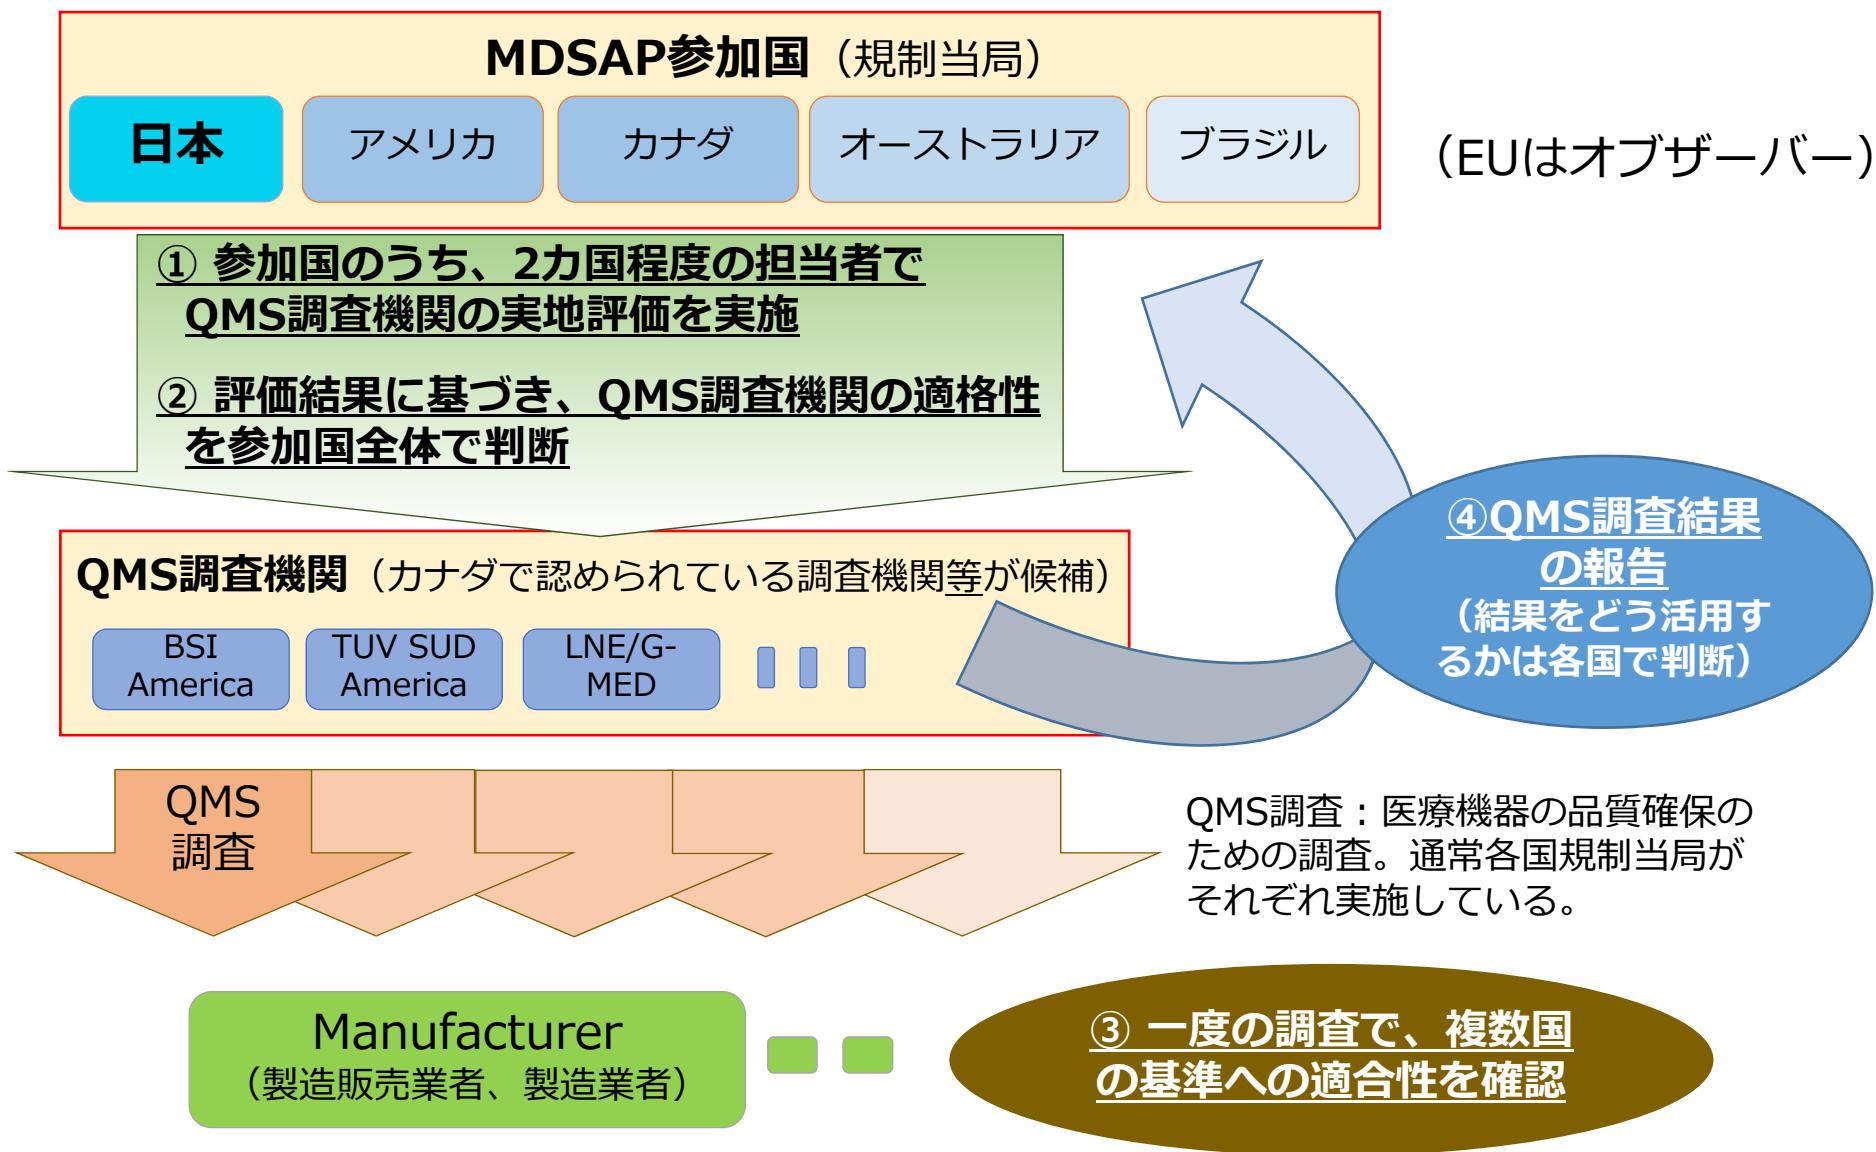 MDSAP参加国（規制当局）
日本
アメリカ
カナダ
オーストラリア
ブラジル
（EUはオブザーバー）
① 参加国のうち、2カ国程度の担当者で
QMS調査機関の実地評価を実施
② 評価結果に基づき、QMS調査機関の適格性
を参加国全体で判断
QMS調査機関（カナダで認められている調査機関等が候補）
BSI
America
TUV SUD
America
LNE/G-
MED
④QMS調査結果
の報告
（結果をどう活用す
るかは各国で判断）
QMS
調査
QMS調査：医療機器の品質確保の
ための調査。通常各国規制当局が
それぞれ実施している。
Manufacturer
（製造販売業者、製造業者）
③ 一度の調査で、複数国
の基準への適合性を確認